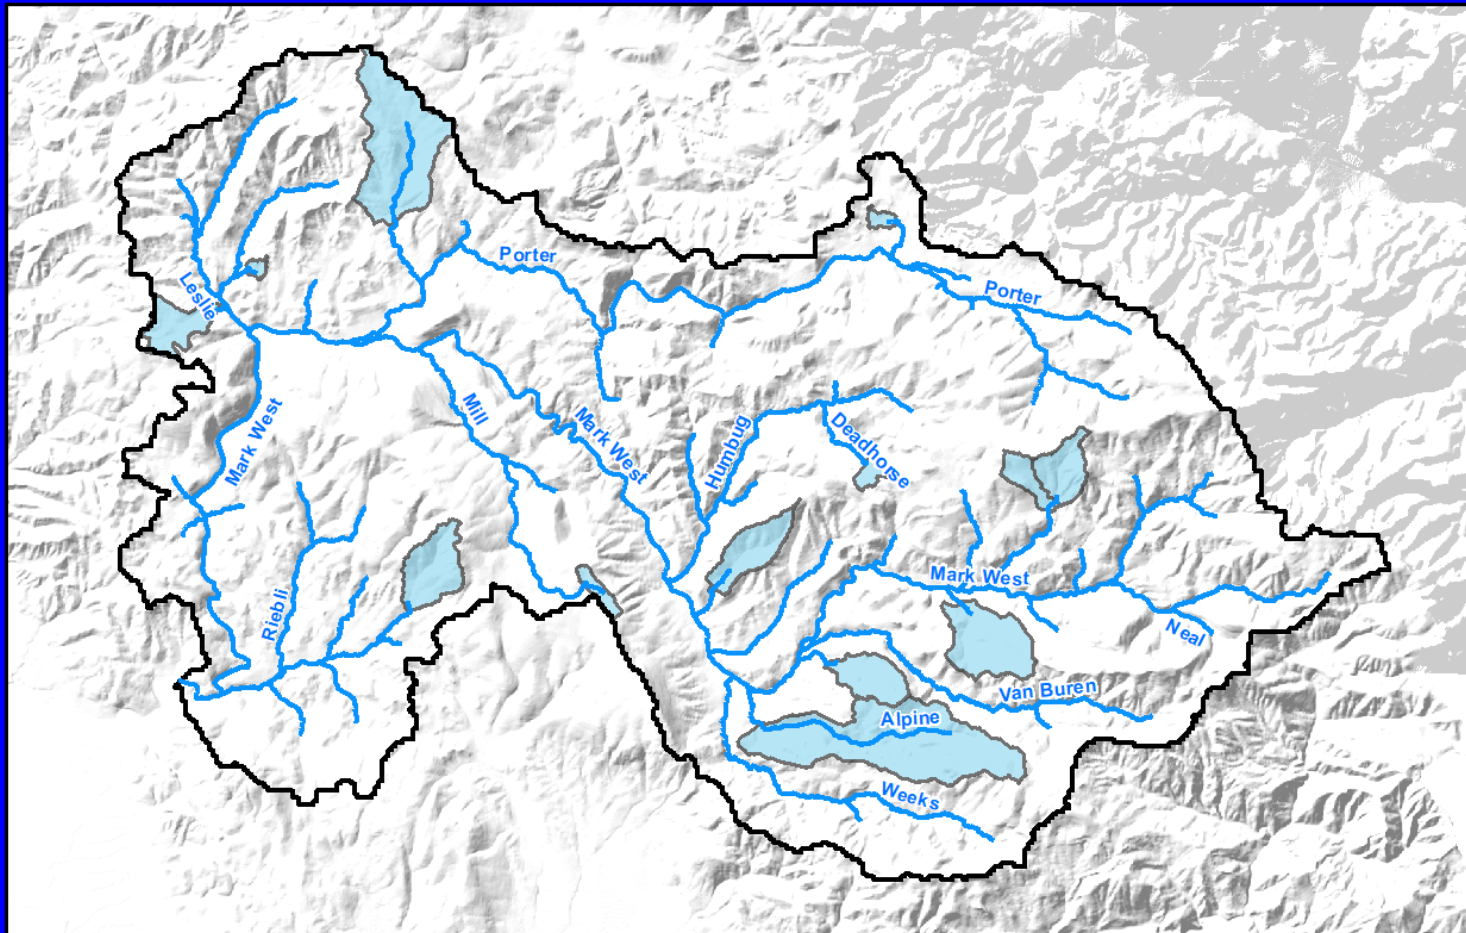 Porter
Leslie
Porter
Mark West
Mill
Mark West
Humbug
Deadhorse
Mark West
Riebli
Neal
Van Buren
Alpine
Weeks